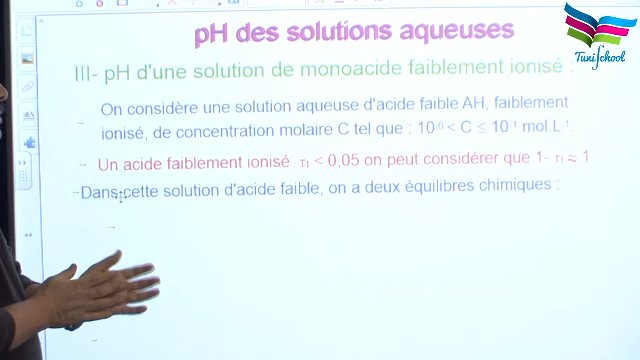 pH des solutions aqueuses
TuniSchool
III- pH d'une solution de monoacide faiblement ionisé :
On considère une solution aqueuse d'acide faible AH, faiblement
– ionisé, de concentration molaire C tel que : 10⁻⁶ < C ≤ 10⁻¹ mol.L⁻¹.
– Un acide faiblement ionisé τf < 0,05 on peut considérer que 1- τf ≈ 1
–Dans cette solution d'acide faible, on a deux équilibres chimiques :
–
–